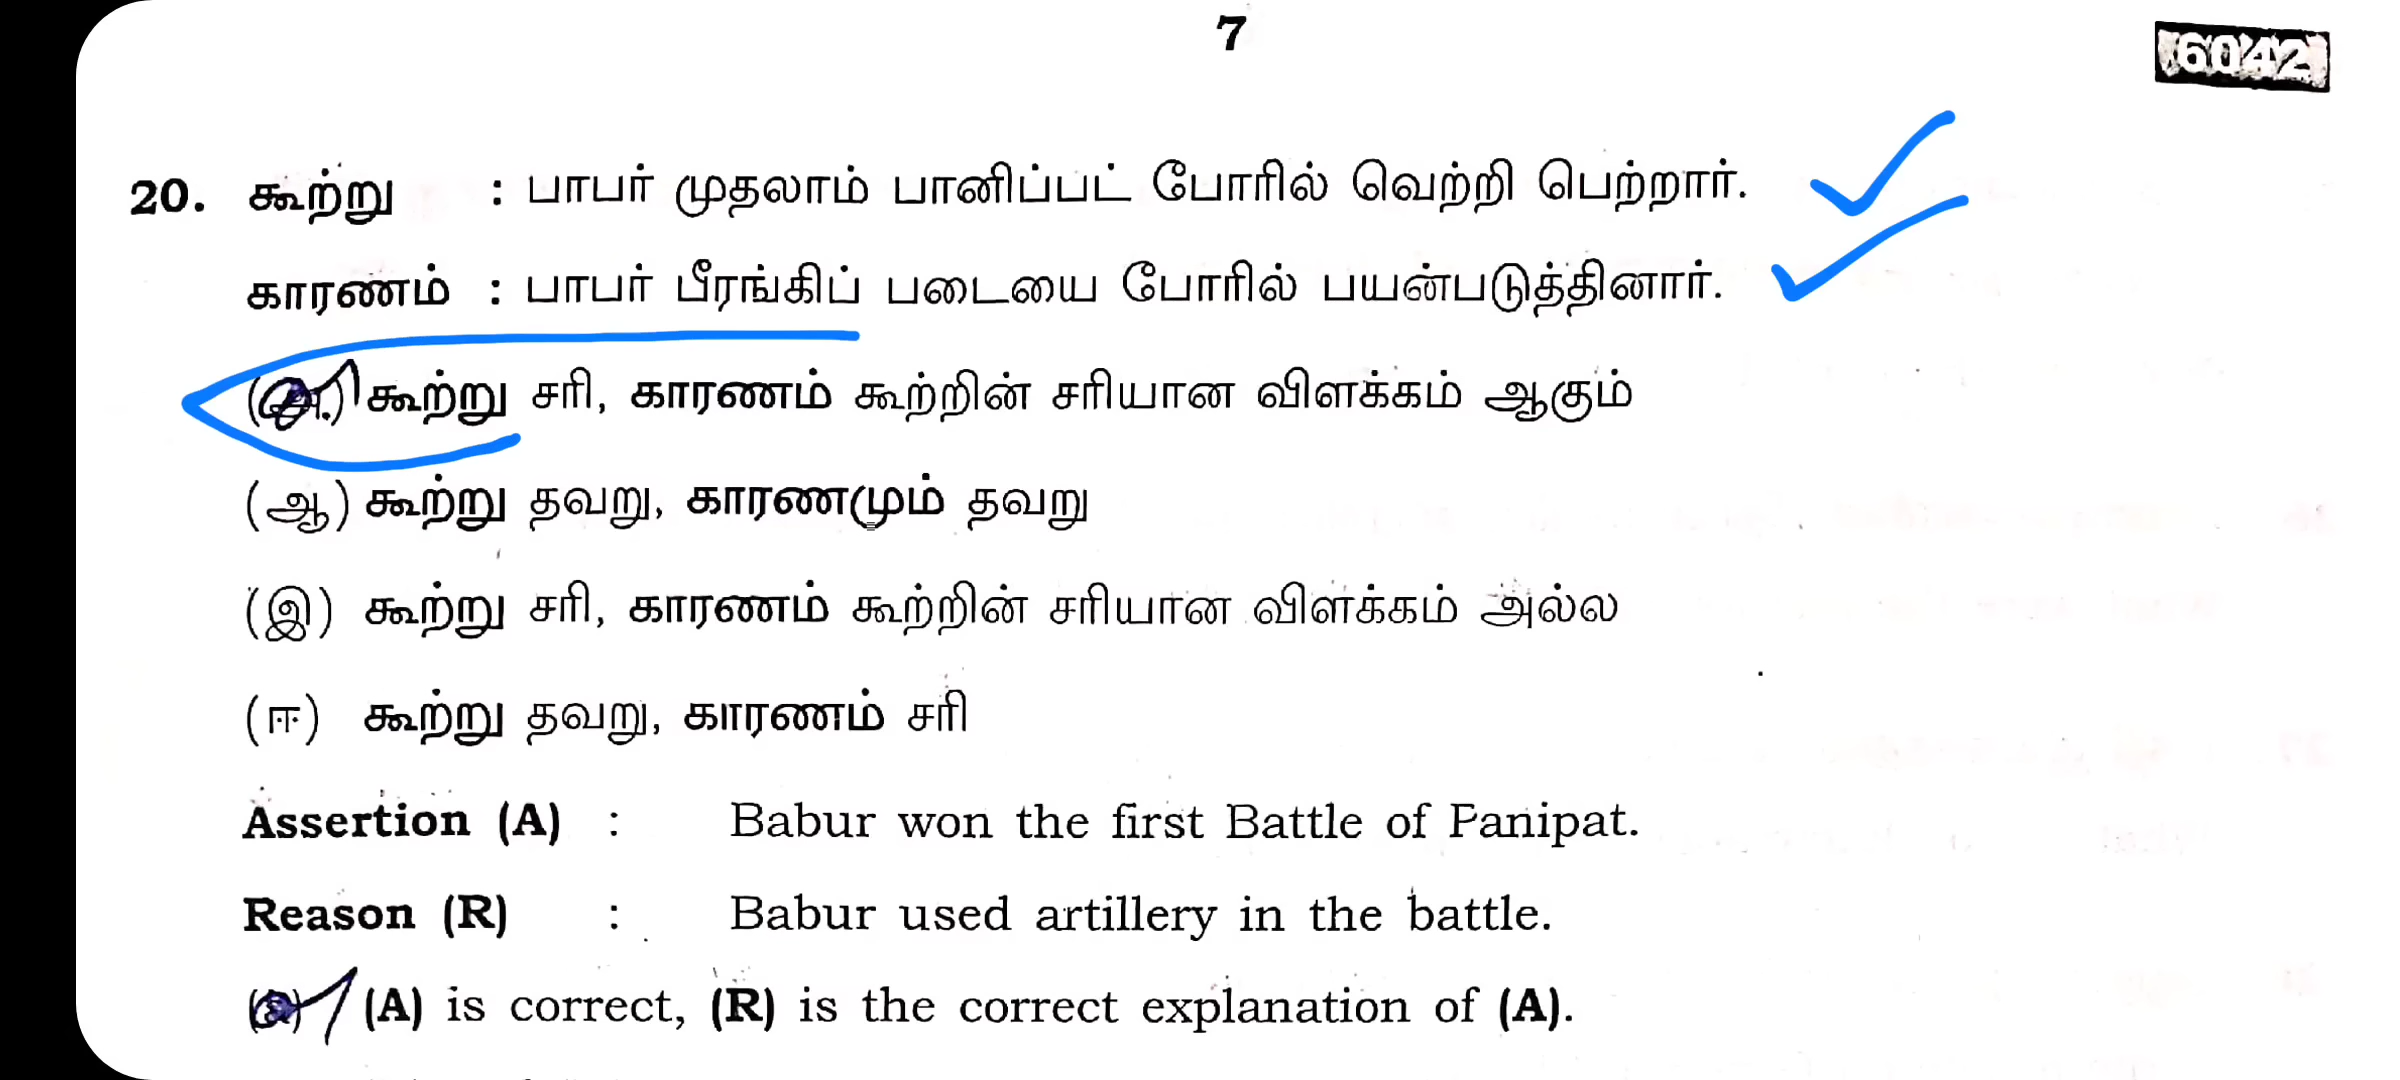 7
6042
20. கூற்று : பாபர் முதலாம் பானிப்பட் போரில் வெற்றி பெற்றார்.
காரணம் : பாபர் பீரங்கிப் படையை போரில் பயன்படுத்தினார்.
(அ) கூற்று சரி, காரணம் கூற்றின் சரியான விளக்கம் ஆகும்
(ஆ) கூற்று தவறு, காரணமும் தவறு
(இ) கூற்று சரி, காரணம் கூற்றின் சரியான விளக்கம் அல்ல
(ஈ) கூற்று தவறு, காரணம் சரி
Assertion (A) : Babur won the first Battle of Panipat.
Reason (R) : Babur used artillery in the battle.
(A) is correct, (R) is the correct explanation of (A).